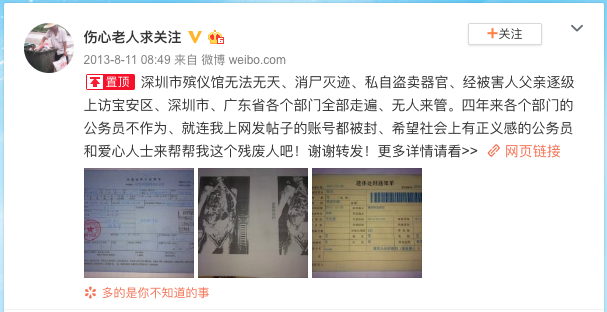 伤心老人求关注
+关注
2013-8-11 08:49 来自 微博 weibo.com
置顶 深圳市殡仪馆无法无天、消尸灭迹、私自盗卖器官、经被害人父亲逐级
上访宝安区、深圳市、广东省各个部门全部走遍、无人来管。四年来各个部门的
公务员不作为、就连我上网发帖子的账号都被封、希望社会上有正义感的公务员
和爱心人士来帮帮我这个残废人吧！谢谢转发！更多详情请看>> 网页链接
遗体运附通知单
多的是你不知道的事